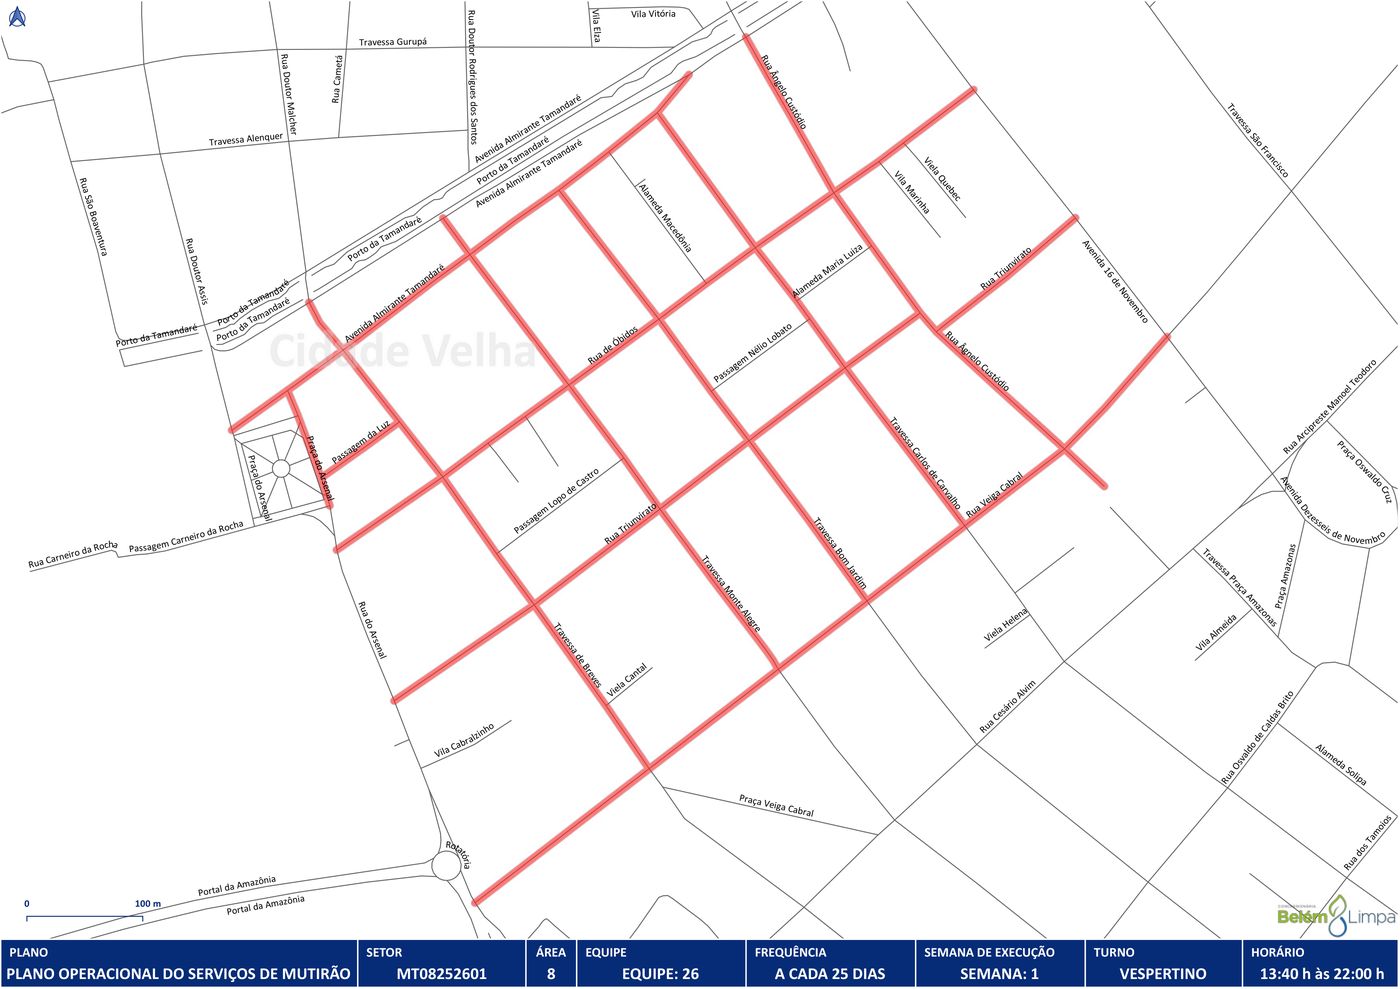 Vila Vitória
Vila Elza
Travessa Gurupá
Rua Doutor Rodrigues dos Santos
Rua Doutor Malcher
Rua Cametá
Rua Ângelo Custódio
Travessa São Francisco
Avenida Almirante Tamandaré
Travessa Alenquer
Porto da Tamandaré
Avenida Almirante Tamandaré
Rua São Boaventura
Viela Quebec
Vila Marinha
Alameda Macedônia
Porto da Tamandaré
Rua Doutor Assis
Alameda Maria Luiza
Rua Triunvirato
Avenida 16 de Novembro
Porto da Tamandaré
Porto da Tamandaré
Porto da Tamandaré
Avenida Almirante Tamandaré
Cidade Velha
Rua de Óbidos
Passagem Nélio Lobato
Rua Ângelo Custódio
Rua Arcipreste Manoel Teodoro
Passagem da Luz
Praça do Arsenal
Praça do Arsenal
Travessa Carlos de Carvalho
Praça Oswaldo Cruz
Passagem Lopo de Castro
Rua Veiga Cabral
Avenida Dezesseis de Novembro
Rua Triunvirato
Travessa Bom Jardim
Rua Carneiro da Rocha
Passagem Carneiro da Rocha
Travessa Monte Alegre
Travessa Praça Amazonas
Praça Amazonas
Rua do Arsenal
Travessa de Breves
Viela Helena
Vila Almeida
Viela Cantal
Rua Cesário Alvim
Vila Cabralzinho
Rua Osvaldo de Caldas Brito
Alameda Solipa
Praça Veiga Cabral
Rua dos Tamoios
Rotatória
Portal da Amazônia
Portal da Amazônia
0 100 m
CONCESSIONÁRIA
Belém Limpa
PLANO
PLANO OPERACIONAL DO SERVIÇOS DE MUTIRÃO
SETOR
MT08252601
ÁREA
8
EQUIPE
EQUIPE: 26
FREQUÊNCIA
A CADA 25 DIAS
SEMANA DE EXECUÇÃO
SEMANA: 1
TURNO
VESPERTINO
HORÁRIO
13:40 h às 22:00 h